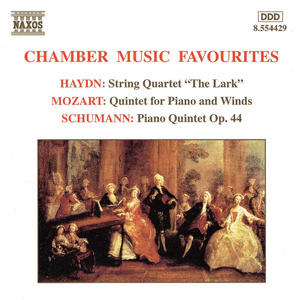 NAXOS
DDD
8.554429
CHAMBER MUSIC FAVOURITES
HAYDN: String Quartet “The Lark”
MOZART: Quintet for Piano and Winds
SCHUMANN: Piano Quintet Op. 44